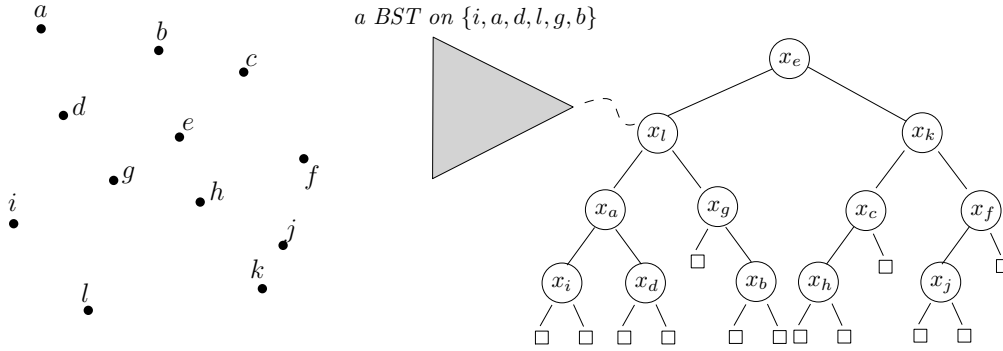 a
b
c
d
e
f
g
h
i
j
k
l
a BST on {i, a, d, l, g, b}
x_e
x_l
x_k
x_a
x_g
x_c
x_f
x_i
x_d
x_b
x_h
x_j